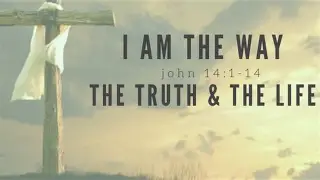 I AM THE WAY
john 14:1-14
THE TRUTH & THE LIFE